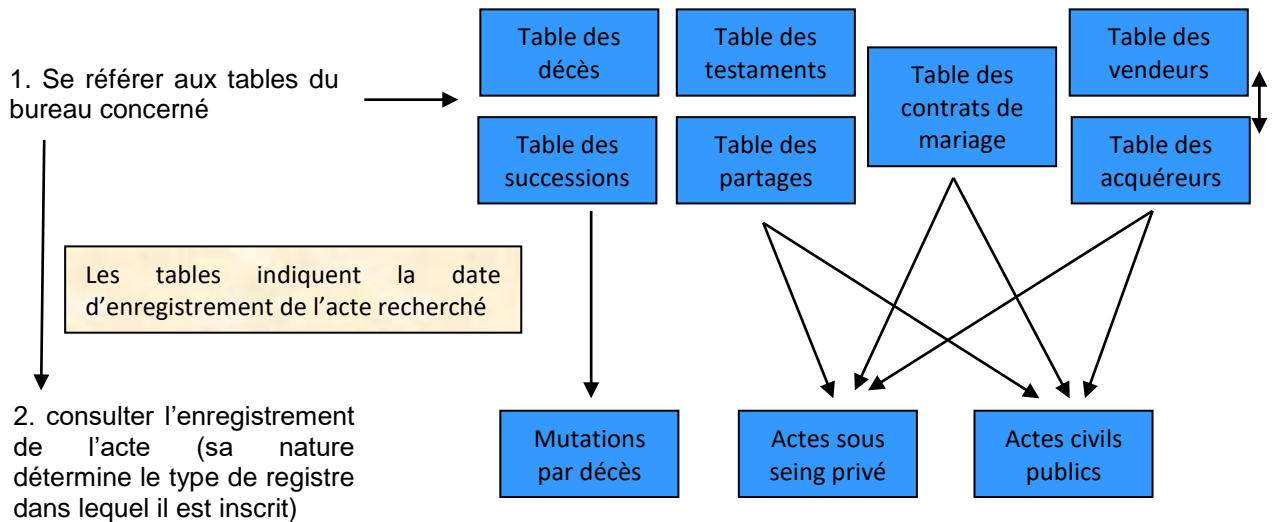 1. Se référer aux tables du
bureau concerné
Table des
décès
Table des
testaments
Table des
contrats de
mariage
Table des
vendeurs
Table des
successions
Table des
partages
Table des
acquéreurs
Les tables indiquent la date
d’enregistrement de l’acte recherché
2. consulter l’enregistrement
de l’acte (sa nature
détermine le type de registre
dans lequel il est inscrit)
Mutations
par décès
Actes sous
seing privé
Actes civils
publics